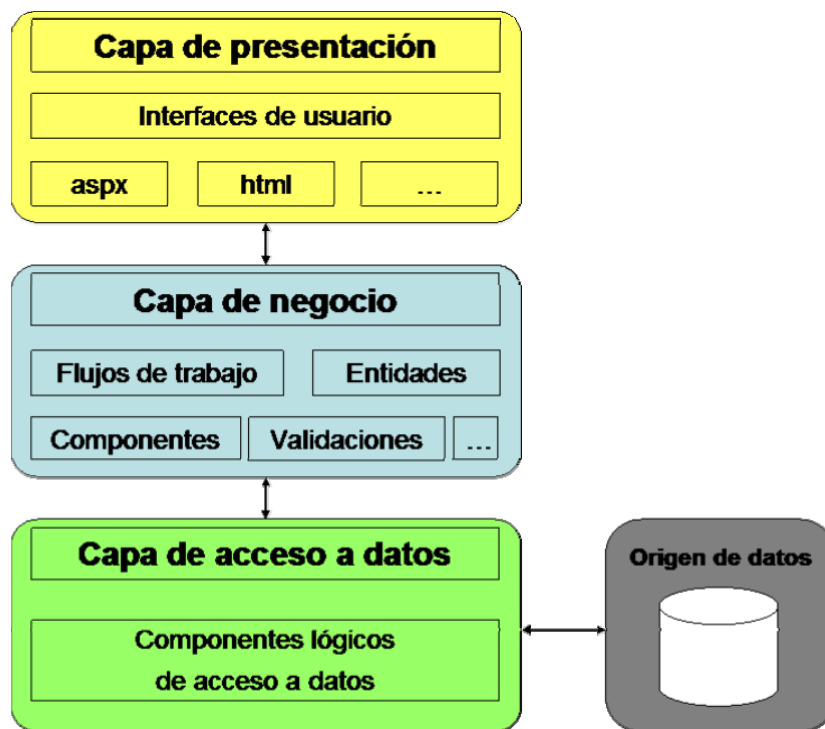 Capa de presentación
Interfaces de usuario
aspx
html
...
Capa de negocio
Flujos de trabajo
Entidades
Componentes
Validaciones
...
Capa de acceso a datos
Componentes lógicos
de acceso a datos
Origen de datos